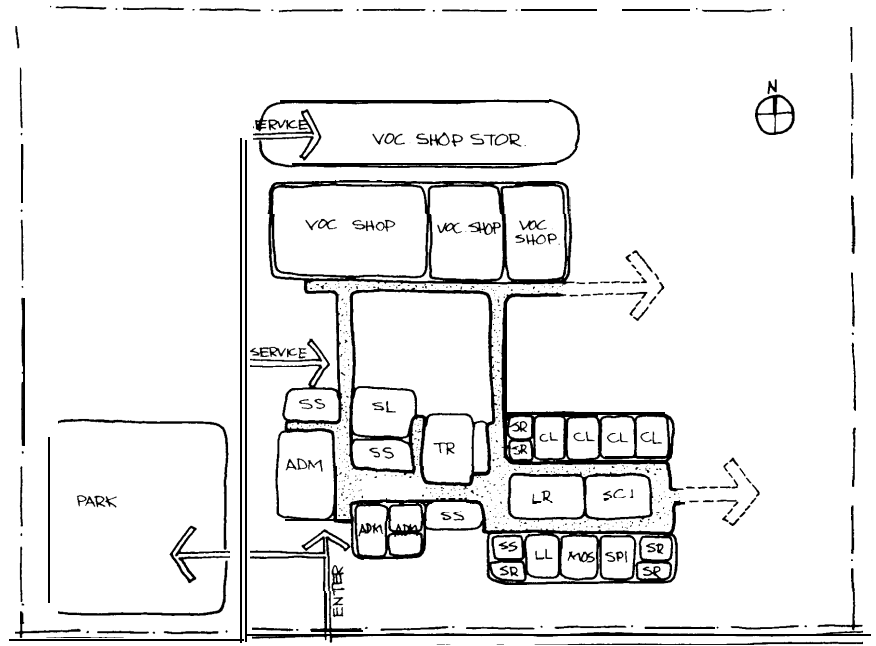 N
SERVICE
VOC SHOP STOR.
VOC SHOP
VOC SHOP
VOC
SHOP
SERVICE
SS
SL
SR
CL
CL
CL
CL
SR
SS
TR
ADM
PARK
LR
SCI
ADM
ADM
SS
SS
LL
MOS
SPI
SR
SR
SR
ENTER